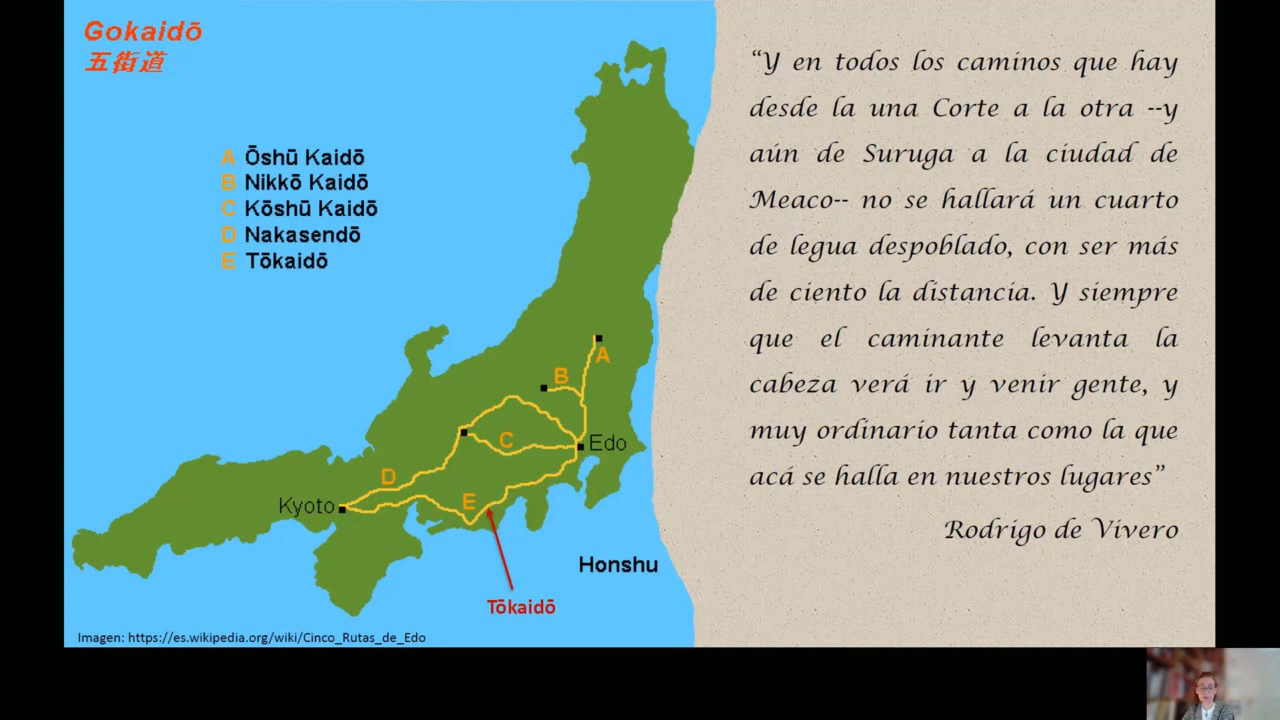 Gokaidō
五街道
A Ōshū Kaidō
B Nikkō Kaidō
C Kōshū Kaidō
D Nakasendō
E Tōkaidō
A
B
C
Edo
D
Kyoto
E
Honshu
Tōkaidō
Imagen: https://es.wikipedia.org/wiki/Cinco_Rutas_de_Edo
“Y en todos los caminos que hay
desde la una Corte a la otra --y
aún de Suruga a la ciudad de
Meaco-- no se hallará un cuarto
de legua despoblado, con ser más
de ciento la distancia. Y siempre
que el caminante levanta la
cabeza verá ir y venir gente, y
muy ordinario tanta como la que
acá se halla en nuestros lugares”
Rodrigo de Vivero